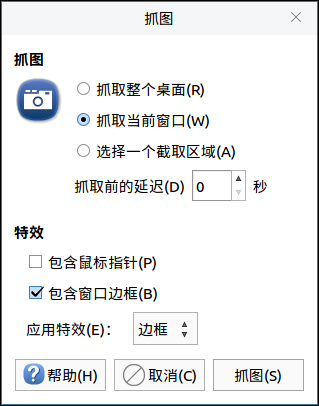 抓图
抓图
抓取整个桌面(R)
抓取当前窗口(W)
选择一个截取区域(A)
抓取前的延迟(D) 0 秒
特效
包含鼠标指针(P)
包含窗口边框(B)
应用特效(E)： 边框
帮助(H) 取消(C) 抓图(S)